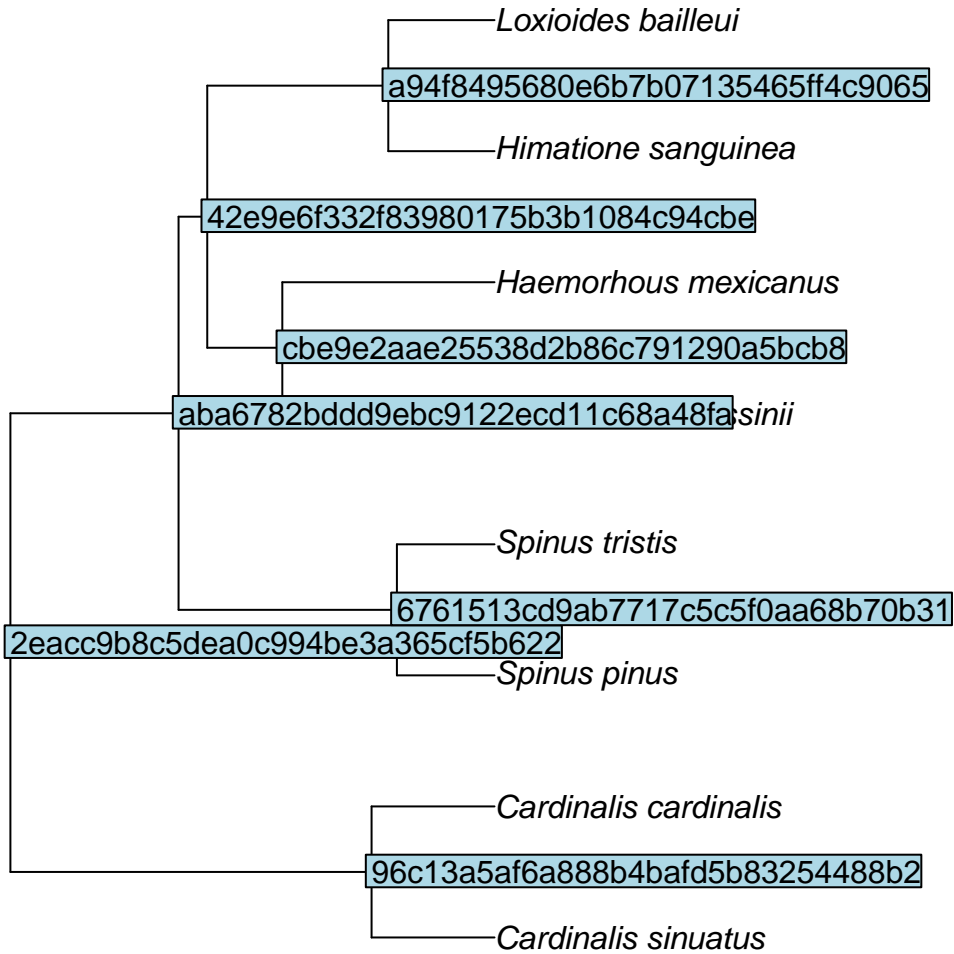 Loxioides bailleui
a94f8495680e6b7b07135465ff4c9065
Himatione sanguinea
42e9e6f332f83980175b3b1084c94cbe
Haemorhous mexicanus
cbe9e2aae25538d2b86c791290a5bcb8
aba6782bddd9ebc9122ecd11c68a48fa
Spinus tristis
6761513cd9ab7717c5c5f0aa68b70b31
2eacc9b8c5dea0c994be3a365cf5b622
Spinus pinus
Cardinalis cardinalis
96c13a5af6a888b4bafd5b83254488b2
Cardinalis sinuatus